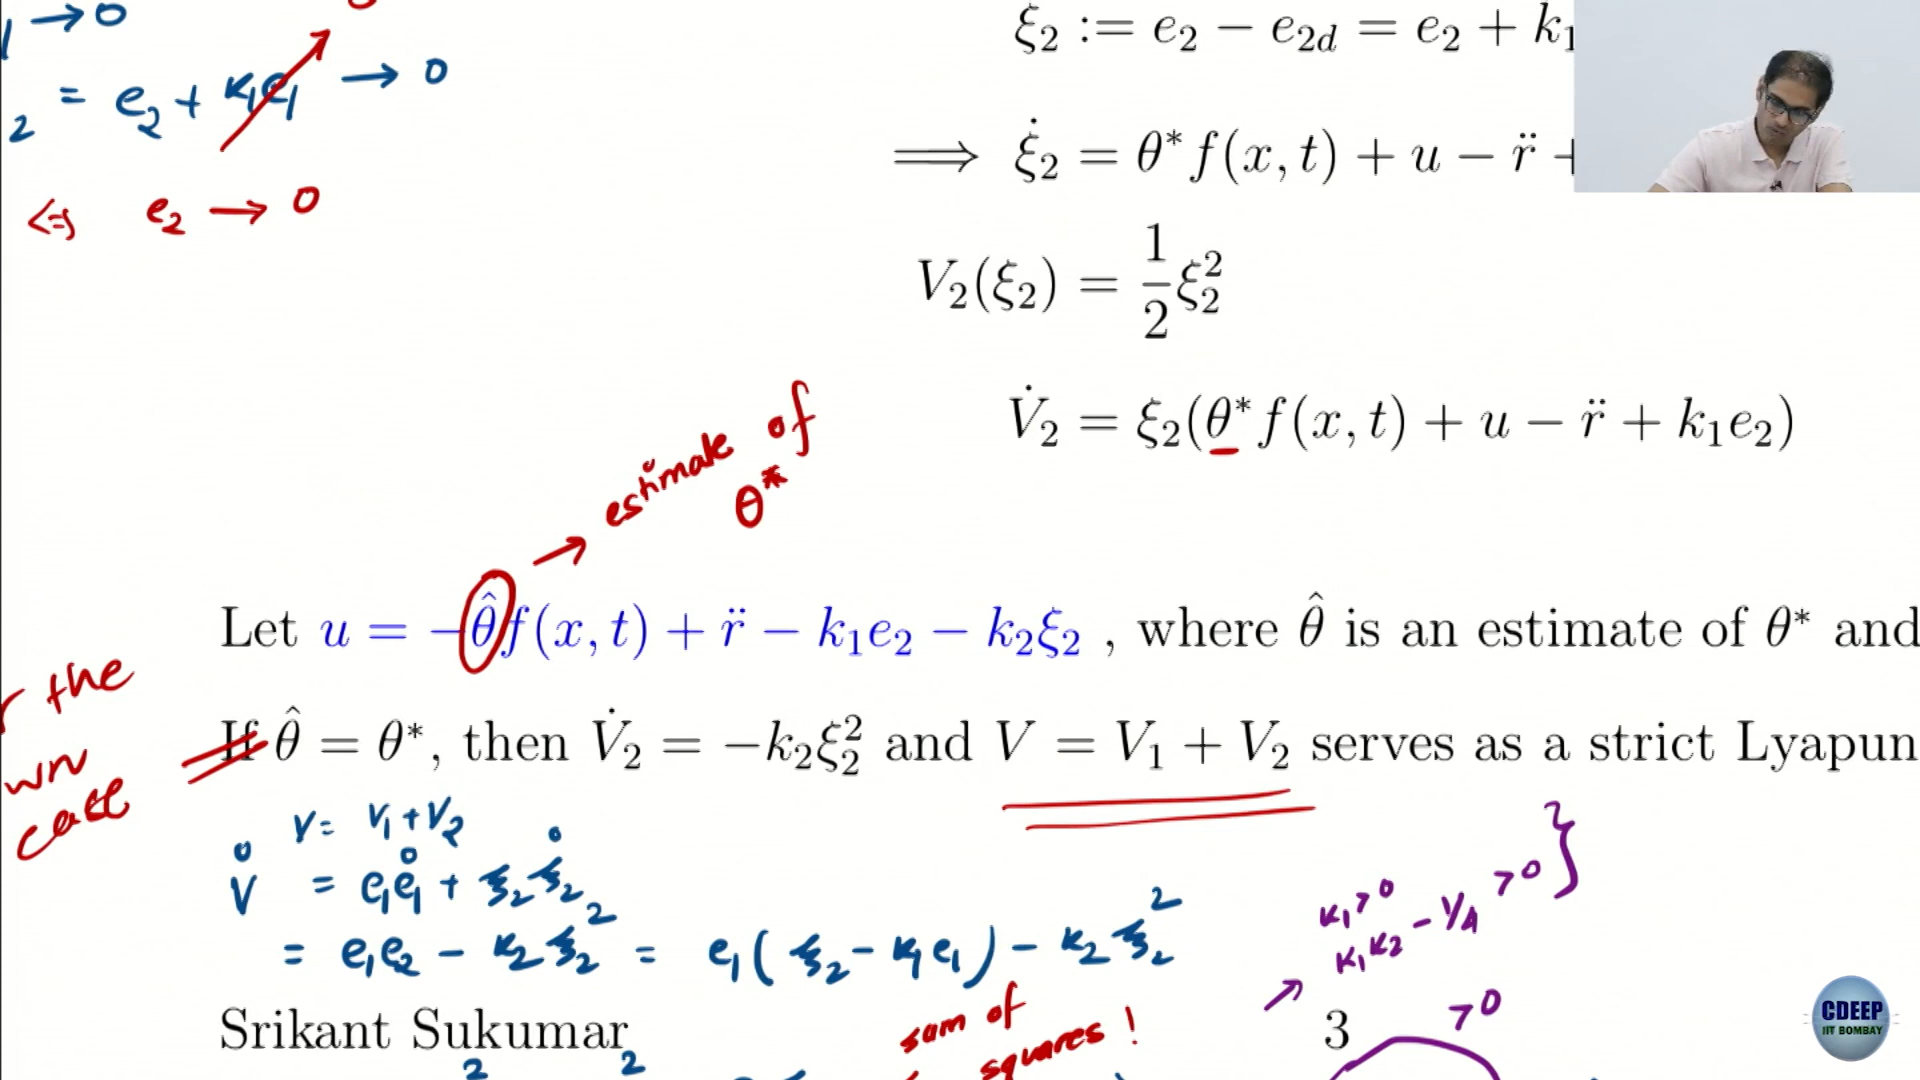 → 0
2 = e₂ + k₁e₁ → 0
<=> e₂ → 0
ξ₂ := e₂ − e₂d = e₂ + k₁
⟹ ξ̇₂ = θ* f(x, t) + u − r̈ +
V₂(ξ₂) = 1/2 ξ₂²
V̇₂ = ξ₂(θ* f(x, t) + u − r̈ + k₁e₂)
→ estimate of
θ*
Let u = −θ̂f(x, t) + r̈ − k₁e₂ − k₂ξ₂ , where θ̂ is an estimate of θ* and
r the
wn
case
If θ̂ = θ*, then V̇₂ = −k₂ξ₂² and V = V₁ + V₂ serves as a strict Lyapun
V = V₁ + V₂
V̇ = e₁ė₁ + ξ₂ξ̇₂
= e₁e₂ − k₂ξ₂² = e₁(ξ₂ − k₁e₁) − k₂ξ₂²
k₁ > 0
k₁k₂ − 1/4 > 0 }
sum of
squares !
> 0
Srikant Sukumar 3
CDEEP
IIT BOMBAY